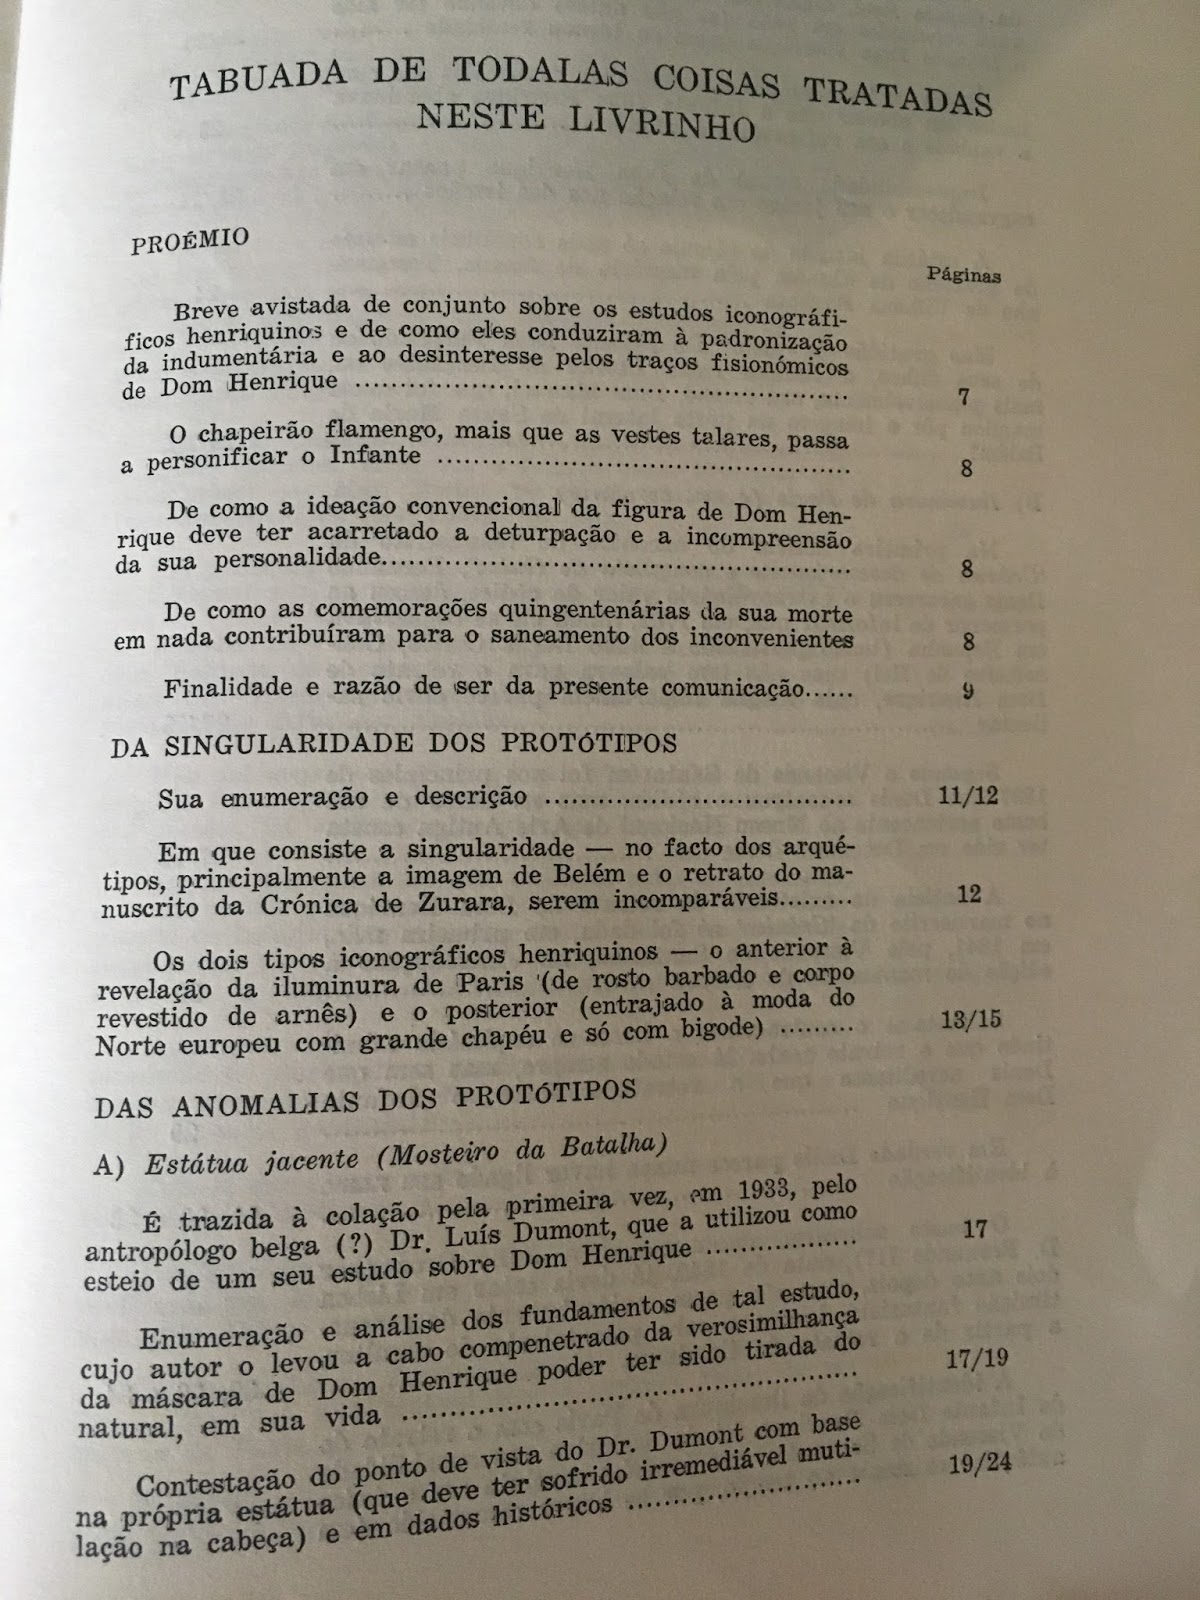 TABUADA DE TODALAS COISAS TRATADAS
NESTE LIVRINHO
PROÉMIO
Páginas
Breve avistada de conjunto sobre os estudos iconográfi-
ficos henriquinos e de como eles conduziram à padronização
da indumentária e ao desinteresse pelos traços fisionómicos
de Dom Henrique .................................................. 7
O chapeirão flamengo, mais que as vestes talares, passa
a personificar o Infante .......................................... 8
De como a ideação convencional da figura de Dom Hen-
rique deve ter acarretado a deturpação e a incompreensão
da sua personalidade................................................ 8
De como as comemorações quingentenárias da sua morte
em nada contribuíram para o saneamento dos inconvenientes 8
Finalidade e razão de ser da presente comunicação...... 9
DA SINGULARIDADE DOS PROTÓTIPOS
Sua enumeração e descrição .................................. 11/12
Em que consiste a singularidade — no facto dos arqué-
tipos, principalmente a imagem de Belém e o retrato do ma-
nuscrito da Crónica de Zurara, serem incomparáveis......... 12
Os dois tipos iconográficos henriquinos — o anterior à
revelação da iluminura de Paris (de rosto barbado e corpo
revestido de arnês) e o posterior (entrajado à moda do
Norte europeu com grande chapéu e só com bigode) ......... 13/15
DAS ANOMALIAS DOS PROTÓTIPOS
A) Estátua jacente (Mosteiro da Batalha)
É trazida à colação pela primeira vez, em 1933, pelo
antropólogo belga (?) Dr. Luís Dumont, que a utilizou como
esteio de um seu estudo sobre Dom Henrique .................. 17
Enumeração e análise dos fundamentos de tal estudo,
cujo autor o levou a cabo compenetrado da verosimilhança
da máscara de Dom Henrique poder ter sido tirada do
natural, em sua vida ................................................ 17/19
Contestação do ponto de vista do Dr. Dumont com base
na própria estátua (que deve ter sofrido irremediável muti-
lação na cabeça) e em dados históricos ........................ 19/24